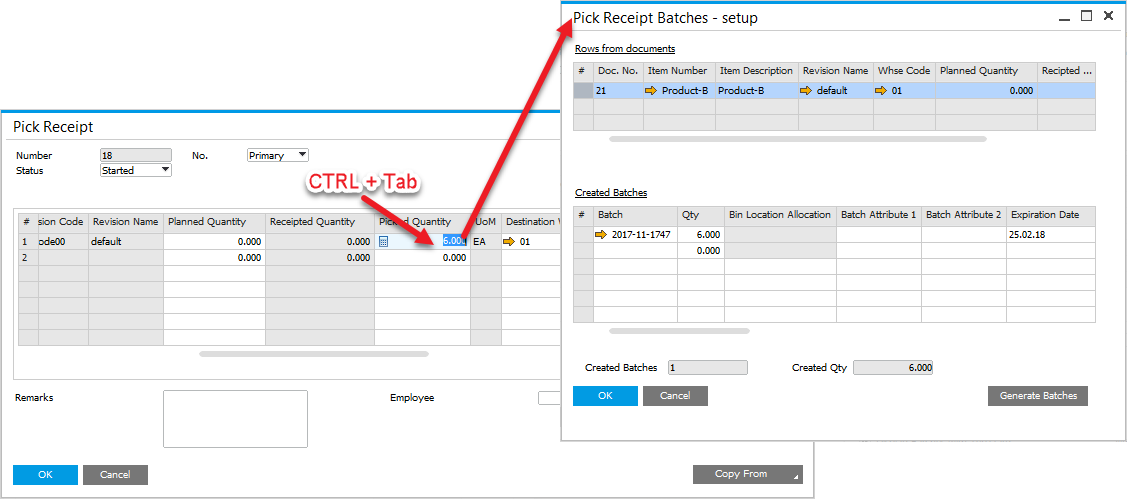 Pick Receipt Batches - setup
Rows from documents
# Doc. No. Item Number Item Description Revision Name Whse Code Planned Quantity Recipted ...
21 Product-B Product-B default 01 0.000
Created Batches
# Batch Qty Bin Location Allocation Batch Attribute 1 Batch Attribute 2 Expiration Date
2017-11-1747 6.000 25.02.18
0.000
Created Batches 1 Created Qty 6.000
OK Cancel Generate Batches
Pick Receipt
Number 18 No. Primary
Status Started
CTRL + Tab
# ision Code Revision Name Planned Quantity Receipted Quantity Picked Quantity UoM Destination W
1 ode00 default 0.000 0.000 6.000 EA 01
2 0.000 0.000 0.000
Remarks Employee
OK Cancel Copy From